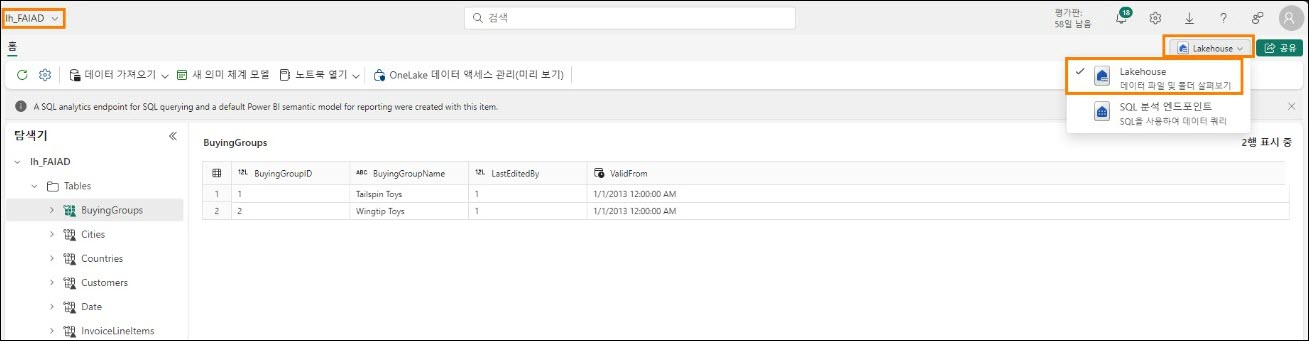 lh_FAIAD
검색
평가판:
58일 남음
18
홈
Lakehouse
공유
데이터 가져오기
새 의미 체계 모델
노트북 열기
OneLake 데이터 액세스 관리(미리 보기)
Lakehouse
데이터 파일 및 폴더 살펴보기
SQL 분석 엔드포인트
SQL을 사용하여 데이터 쿼리
A SQL analytics endpoint for SQL querying and a default Power BI semantic model for reporting were created with this item.
탐색기
lh_FAIAD
Tables
BuyingGroups
Cities
Countries
Customers
Date
InvoiceLineItems
BuyingGroups
2행 표시 중
12L BuyingGroupID ABC BuyingGroupName 12L LastEditedBy ValidFrom
1 1 Tailspin Toys 1 1/1/2013 12:00:00 AM
2 2 Wingtip Toys 1 1/1/2013 12:00:00 AM